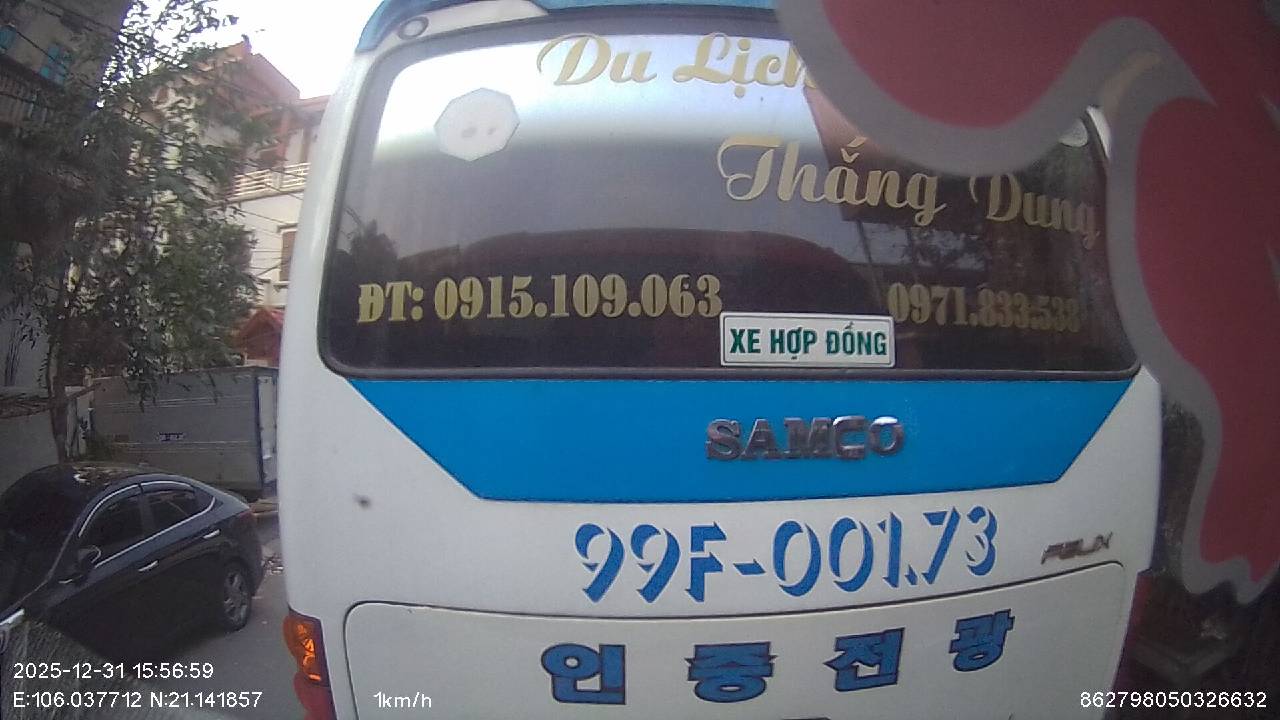 Du Lịch
Thắng Dung
ĐT: 0915.109.063 0971.833.538
XE HỢP ĐỒNG
SAMCO
99F-001.73
FELIX
인중전광
2025-12-31 15:56:59
E:106.037712 N:21.141857 1km/h 862798050326632